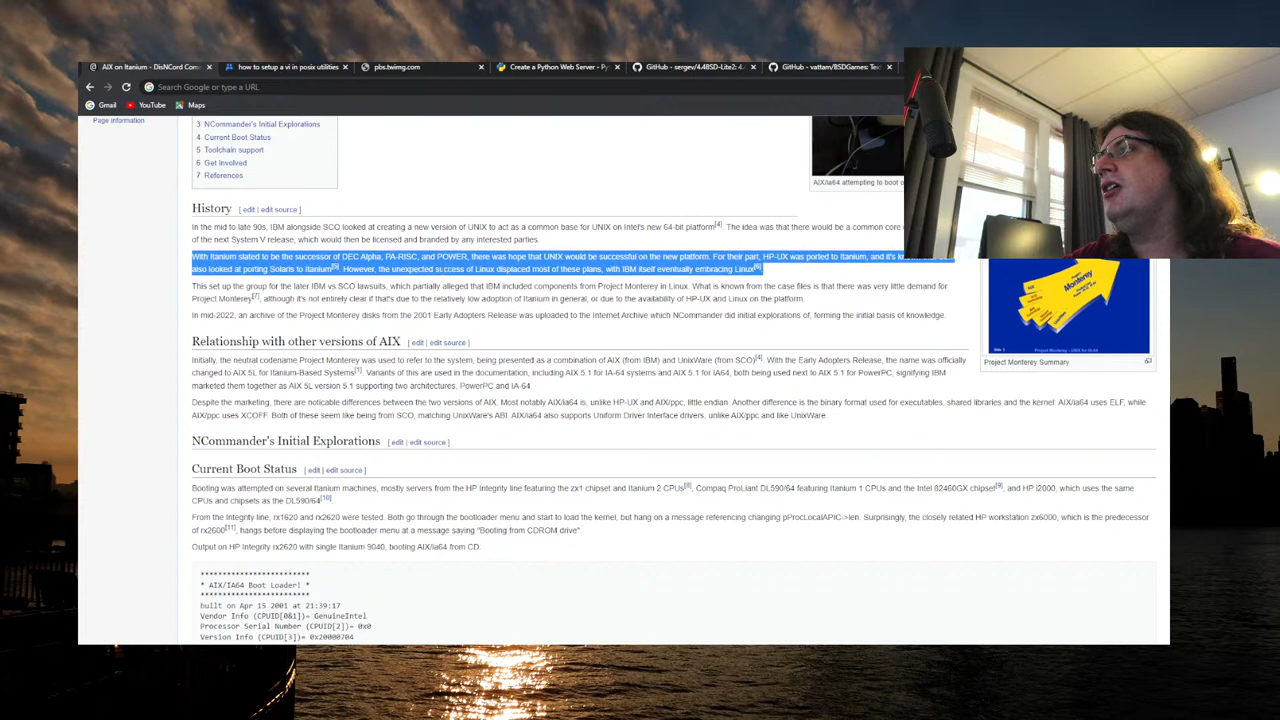 AIX on Itanium - DisNCord Com
how to setup a vi in posix utilities
pbs.twimg.com
Create a Python Web Server - Py
GitHub - sergev/4.4BSD-Lite2: 4.
GitHub - vattam/BSDGames: Tex
Search Google or type a URL
Gmail
YouTube
Maps
Page information
3 NCommander's Initial Explorations
4 Current Boot Status
5 Toolchain support
6 Get Involved
7 References
AIX/ia64 attempting to boot o
History [ edit | edit source ]
In the mid to late 90s, IBM alongside SCO looked at creating a new version of UNIX to act as a common base for UNIX on Intel's new 64-bit platform[4]. The idea was that there would be a common core
of the next System V release, which would then be licensed and branded by any interested parties.
With Itanium slated to be the successor of DEC Alpha, PA-RISC, and POWER, there was hope that UNIX would be successful on the new platform. For their part, HP-UX was ported to Itanium, and it's
also looked at porting Solaris to Itanium[5]. However, the unexpected success of Linux displaced most of these plans, with IBM itself eventually embracing Linux[6].
This set up the group for the later IBM vs SCO lawsuits, which partially alleged that IBM included components from Project Monterey in Linux. What is known from the case files is that there was very little demand for
Project Monterey[7], although it's not entirely clear if that's due to the relatively low adoption of Itanium in general, or due to the availability of HP-UX and Linux on the platform.
In mid-2022, an archive of the Project Monterey disks from the 2001 Early Adopters Release was uploaded to the Internet Archive which NCommander did initial explorations of, forming the initial basis of knowledge.
Project Monterey - UNIX for IA-64
Project Monterey Summary
Relationship with other versions of AIX [ edit | edit source ]
Initially, the neutral codename Project Monterey was used to refer to the system, being presented as a combination of AIX (from IBM) and UnixWare (from SCO)[4]. With the Early Adopters Release, the name was officially
changed to AIX 5L for Itanium-Based Systems[1]. Variants of this are used in the documentation, including AIX 5.1 for IA-64 systems and AIX 5.1 for IA64, both being used next to AIX 5.1 for PowerPC, signifying IBM
marketed them together as AIX 5L version 5.1 supporting two architectures, PowerPC and IA-64.
Despite the marketing, there are noticable differences between the two versions of AIX. Most notably AIX/ia64 is, unlike HP-UX and AIX/ppc, little endian. Another difference is the binary format used for executables, shared libraries and the kernel: AIX/ia64 uses ELF, while
AIX/ppc uses XCOFF. Both of these seem like being from SCO, matching UnixWare's ABI. AIX/ia64 also supports Uniform Driver Interface drivers, unlike AIX/ppc and like UnixWare.
NCommander's Initial Explorations [ edit | edit source ]
Current Boot Status [ edit | edit source ]
Booting was attempted on several Itanium machines, mostly servers from the HP Integrity line featuring the zx1 chipset and Itanium 2 CPUs[8], Compaq ProLiant DL590/64 featuring Itanium 1 CPUs and the Intel 82460GX chipset[9], and HP i2000, which uses the same
CPUs and chipsets as the DL590/64[10]
From the Integrity line, rx1620 and rx2620 were tested. Both go through the bootloader menu and start to load the kernel, but hang on a message referencing changing pProcLocalAPIC->len. Surprisingly, the closely related HP workstation zx6000, which is the predecessor
of rx2600[11], hangs before displaying the bootloader menu at a message saying "Booting from CDROM drive".
Output on HP Integrity rx2620 with single Itanium 9040, booting AIX/ia64 from CD.
************************
* AIX/IA64 Boot Loader! *
************************
built on Apr 15 2001 at 21:39:17
Vendor Info (CPUID[0&1])= GenuineIntel
Processor Serial Number (CPUID[2])= 0x0
Version Info (CPUID[3])= 0x20000704